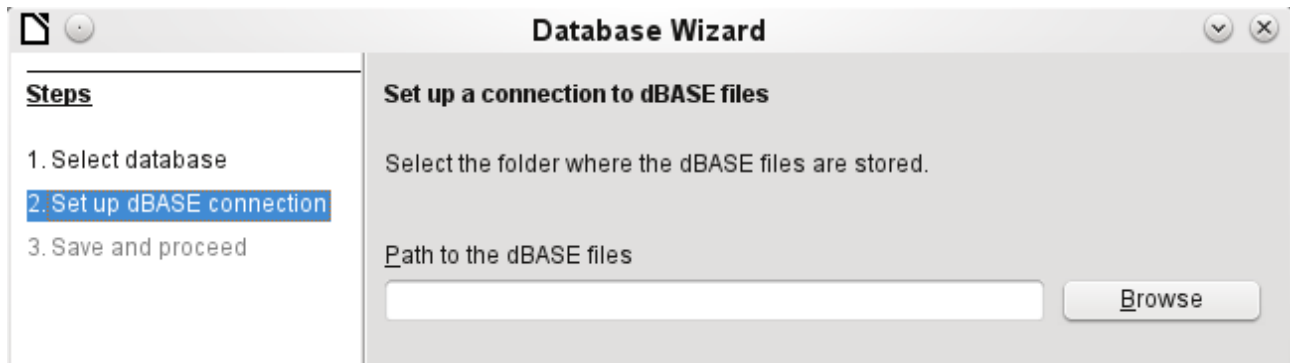 Database Wizard
Steps
1. Select database
2. Set up dBASE connection
3. Save and proceed
Set up a connection to dBASE files
Select the folder where the dBASE files are stored.
Path to the dBASE files
Browse